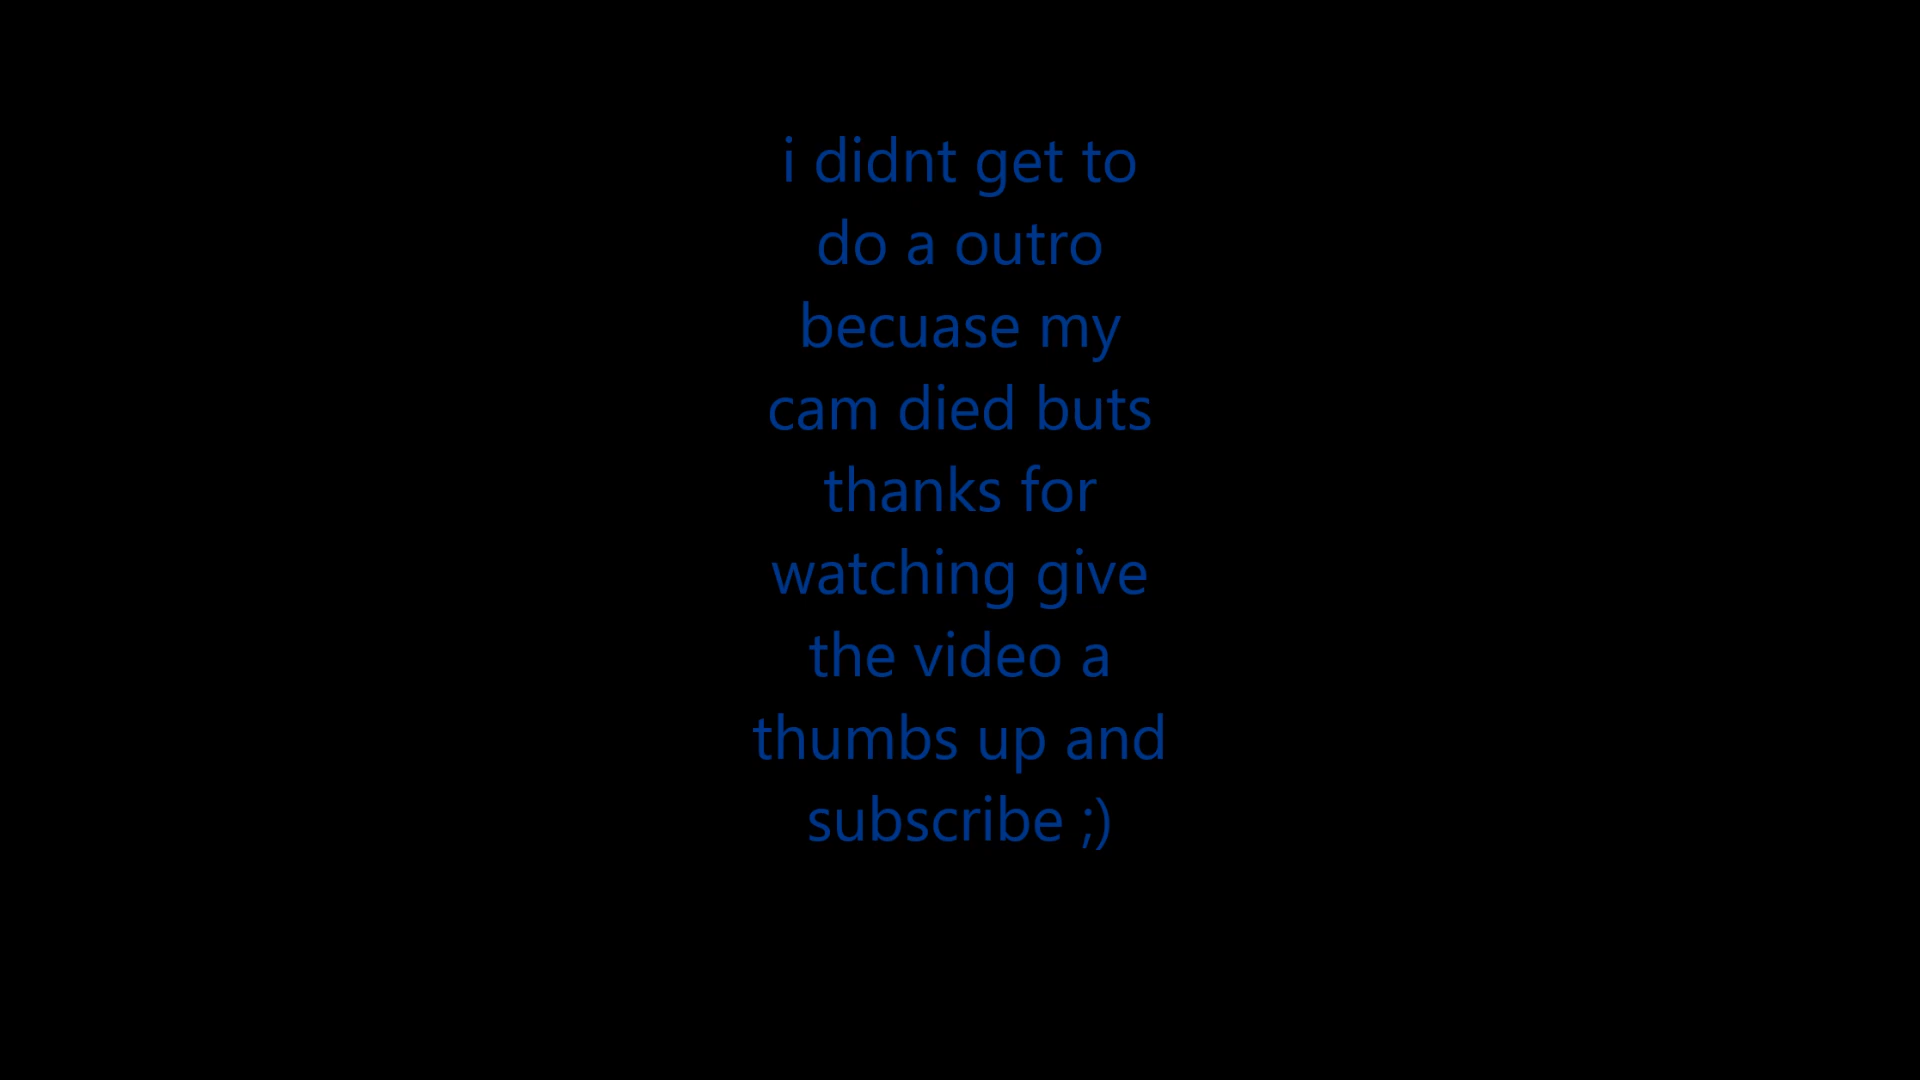 i didnt get to
do a outro
becuase my
cam died buts
thanks for
watching give
the video a
thumbs up and
subscribe ;)